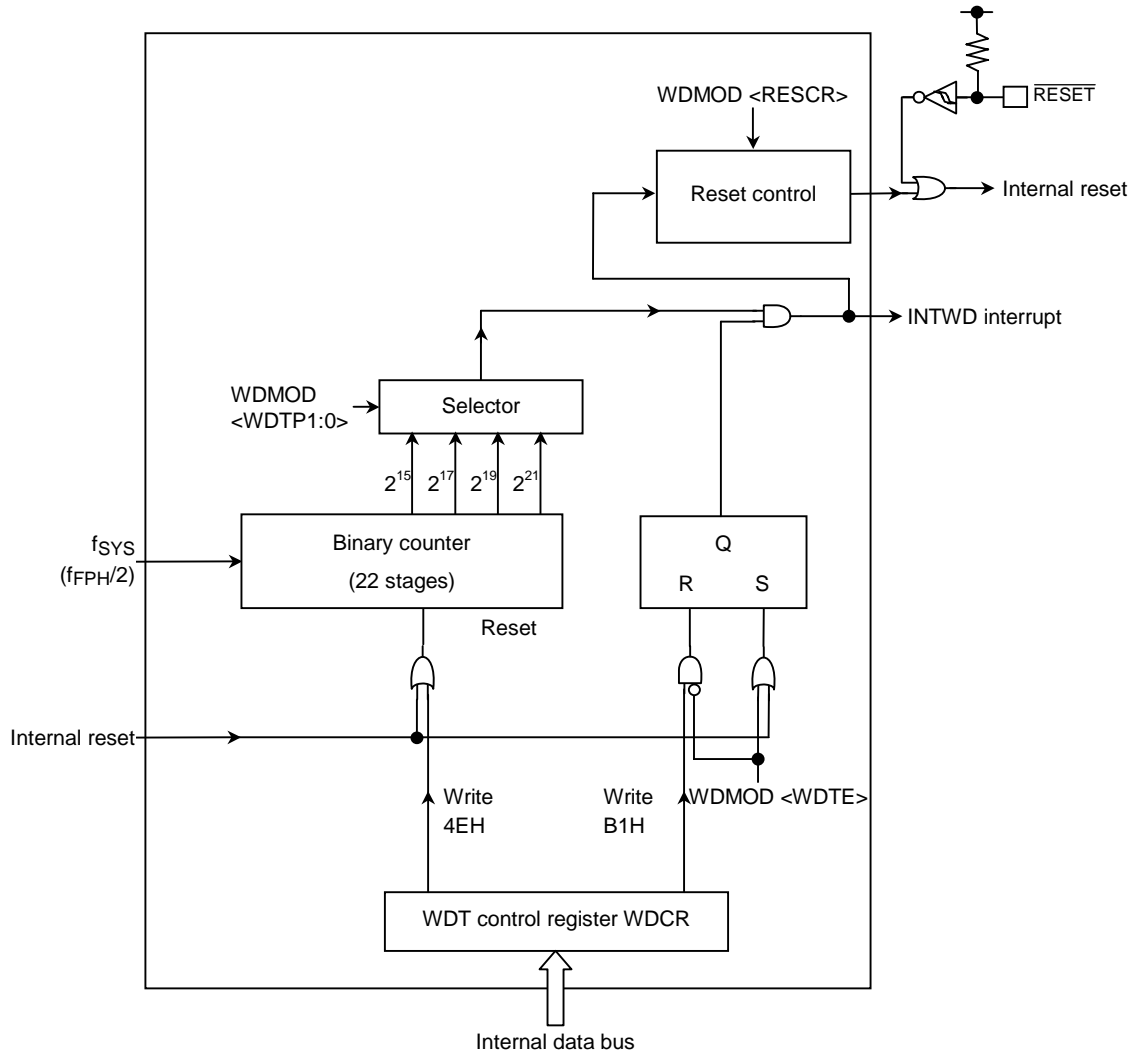 WDMOD <RESCR>
RESET
Reset control
Internal reset
INTWD interrupt
WDMOD
<WDTP1:0>
Selector
2^15 2^17 2^19 2^21
fSYS
(fFPH/2)
Binary counter
(22 stages)
Q
R S
Reset
Internal reset
Write
4EH
Write
B1H
WDMOD <WDTE>
WDT control register WDCR
Internal data bus